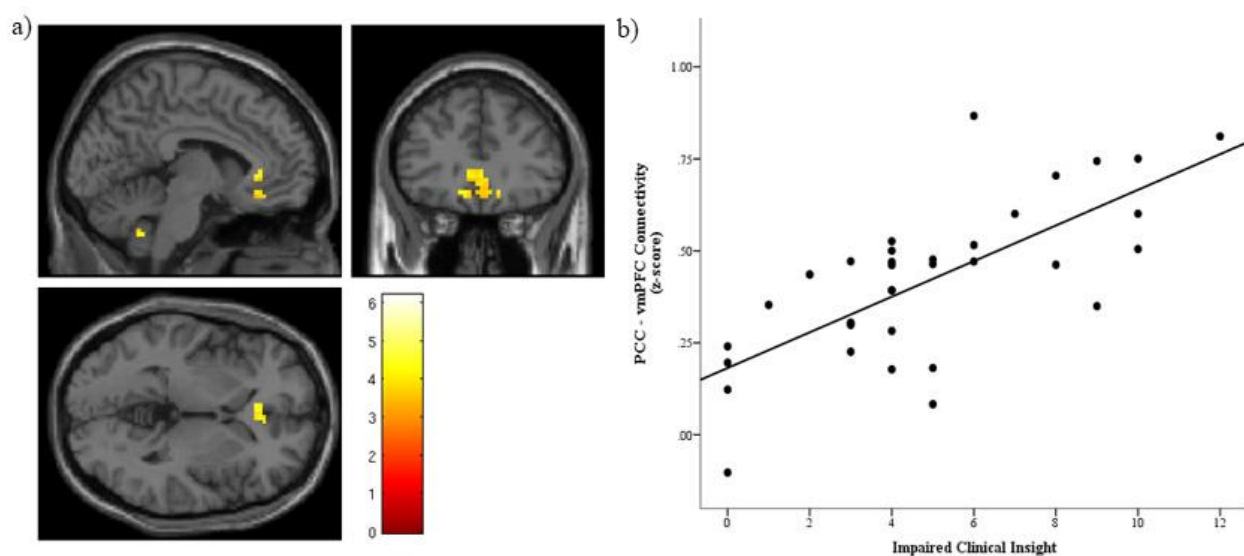 a)
6
5
4
3
2
1
0
b)
PCC - vmPFC Connectivity
(z-score)
1.00
.75
.50
.25
.00
0 2 4 6 8 10 12
Impaired Clinical Insight